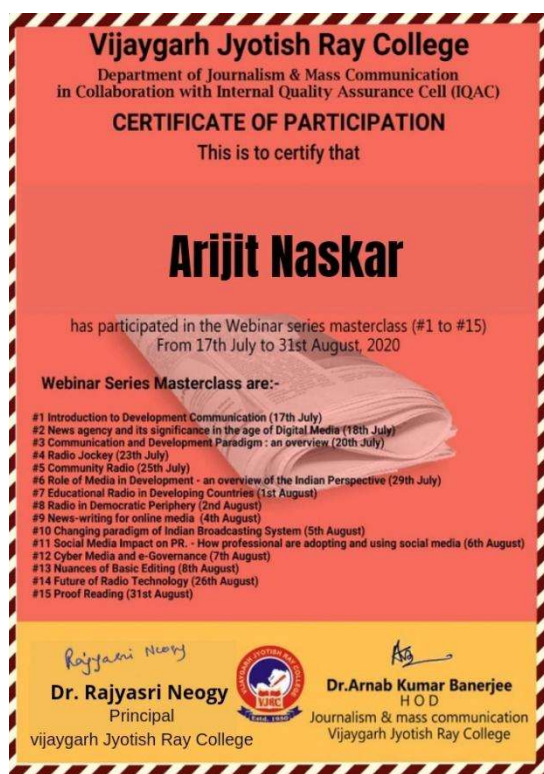 Vijaygarh Jyotish Ray College
Department of Journalism & Mass Communication
in Collaboration with Internal Quality Assurance Cell (IQAC)
CERTIFICATE OF PARTICIPATION
This is to certify that
Arijit Naskar
has participated in the Webinar series masterclass (#1 to #15)
From 17th July to 31st August, 2020
Webinar Series Masterclass are:-
#1 Introduction to Development Communication (17th July)
#2 News agency and its significance in the age of Digital Media (18th July)
#3 Communication and Development Paradigm : an overview (20th July)
#4 Radio Jockey (23th July)
#5 Community Radio (25th July)
#6 Role of Media in Development - an overview of the Indian Perspective (29th July)
#7 Educational Radio in Developing Countries (1st August)
#8 Radio in Democratic Periphery (2nd August)
#9 News-writing for online media (4th August)
#10 Changing paradigm of Indian Broadcasting System (5th August)
#11 Social Media Impact on PR. - How professional are adopting and using social media (6th August)
#12 Cyber Media and e-Governance (7th August)
#13 Nuances of Basic Editing (8th August)
#14 Future of Radio Technology (26th August)
#15 Proof Reading (31st August)
Rajyasri Neogy
Dr. Rajyasri Neogy
Principal
vijaygarh Jyotish Ray College
VIJAYGARH JYOTISH RAY COLLEGE
VJRC
Estd. 1950
Dr.Arnab Kumar Banerjee
H O D
Journalism & mass communication
Vijaygarh Jyotish Ray College